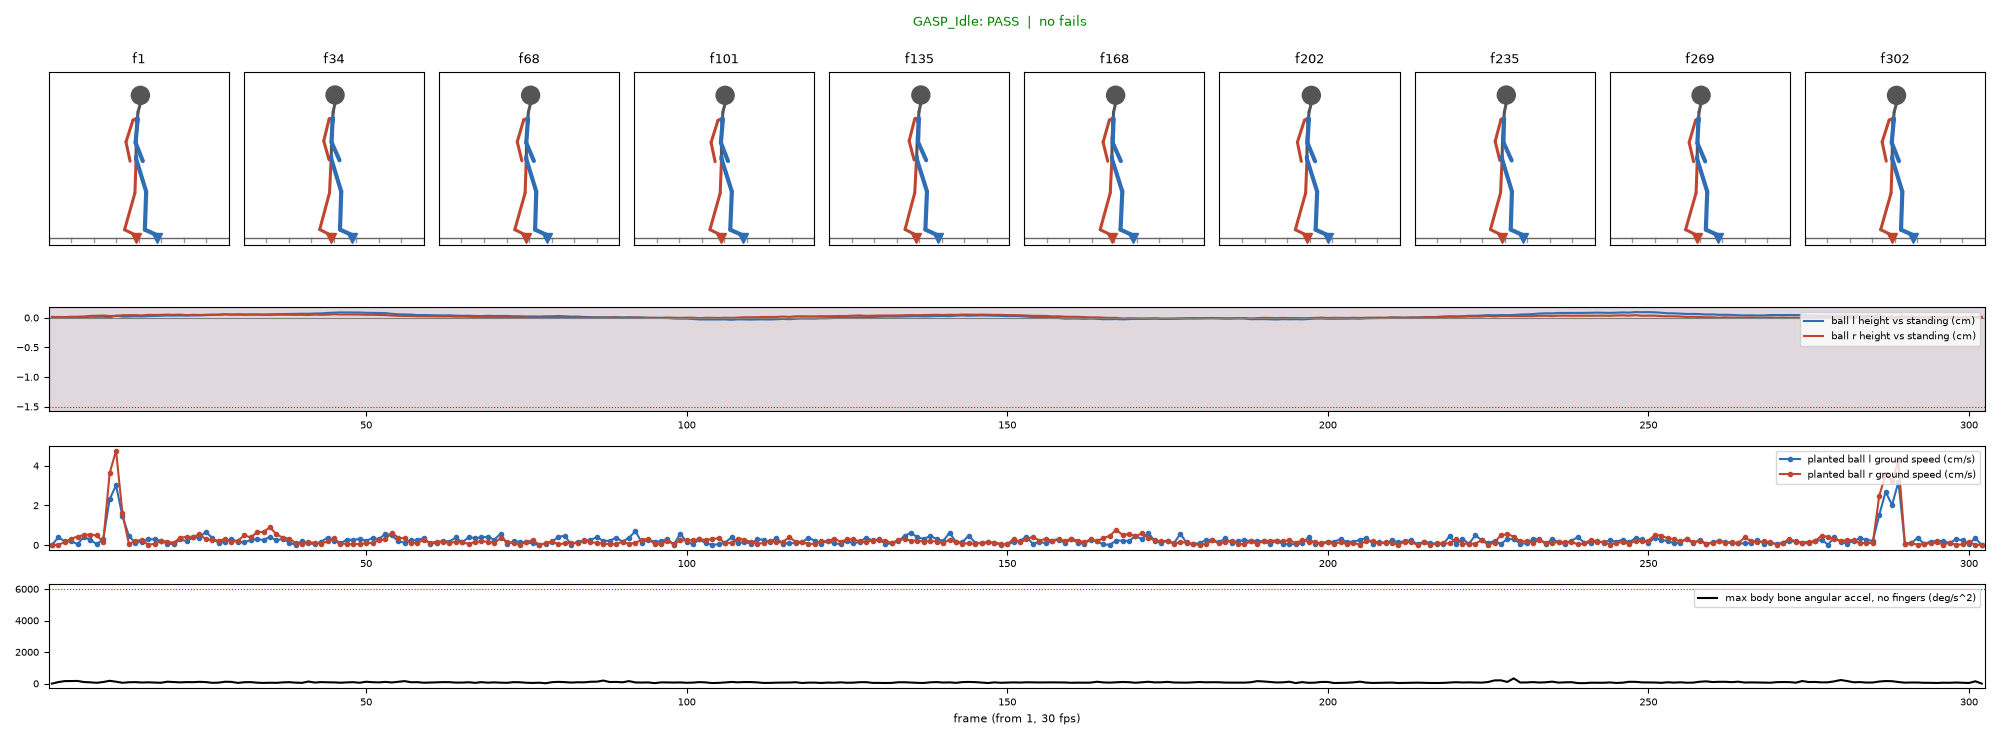 GASP_Idle: PASS | no fails
f1 f34 f68 f101 f135 f168 f202 f235 f269 f302
0.0
−0.5
−1.0
−1.5
ball l height vs standing (cm)
ball r height vs standing (cm)
50 100 150 200 250 300
4
2
0
planted ball l ground speed (cm/s)
planted ball r ground speed (cm/s)
50 100 150 200 250 300
6000
4000
2000
0
max body bone angular accel, no fingers (deg/s^2)
50 100 150 200 250 300
frame (from 1, 30 fps)